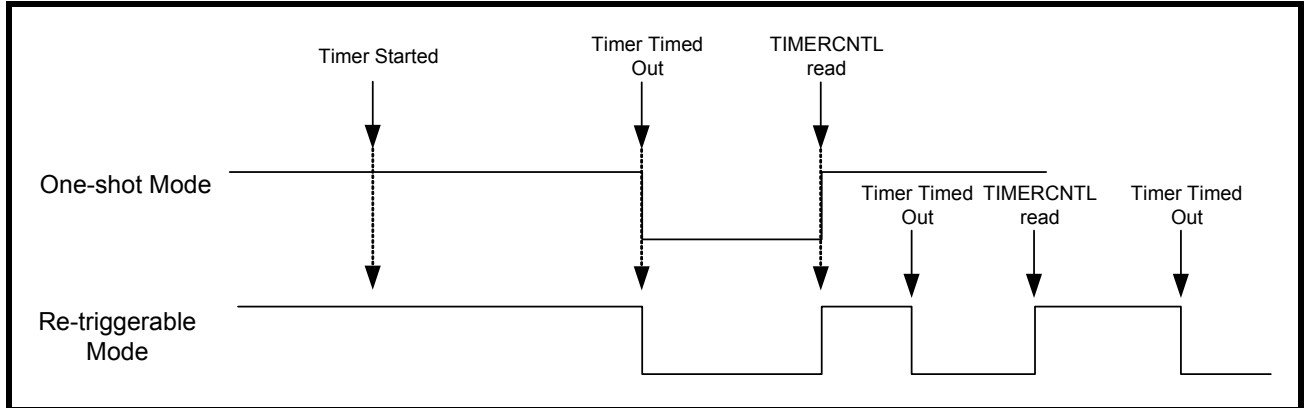 Timer Started
Timer Timed
Out
TIMERCNTL
read
One-shot Mode
Timer Timed
Out
TIMERCNTL
read
Timer Timed
Out
Re-triggerable
Mode